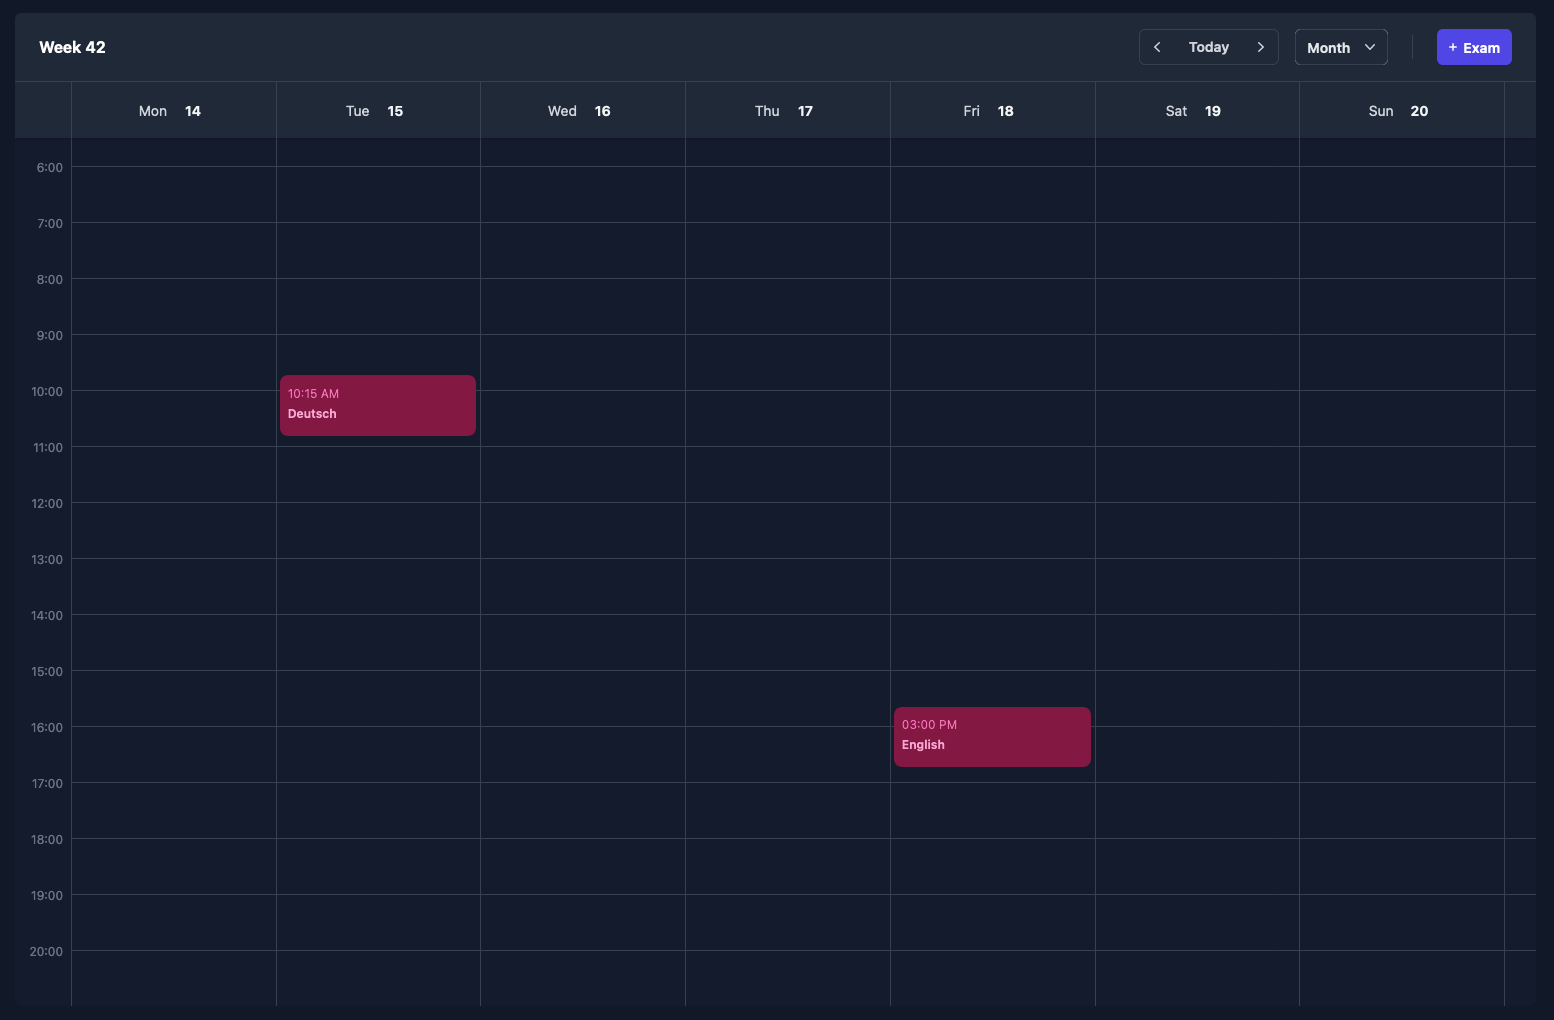 Week 42
Today
Month
+ Exam
Mon 14
Tue 15
Wed 16
Thu 17
Fri 18
Sat 19
Sun 20
6:00
7:00
8:00
9:00
10:00
10:15 AM
Deutsch
11:00
12:00
13:00
14:00
15:00
16:00
03:00 PM
English
17:00
18:00
19:00
20:00